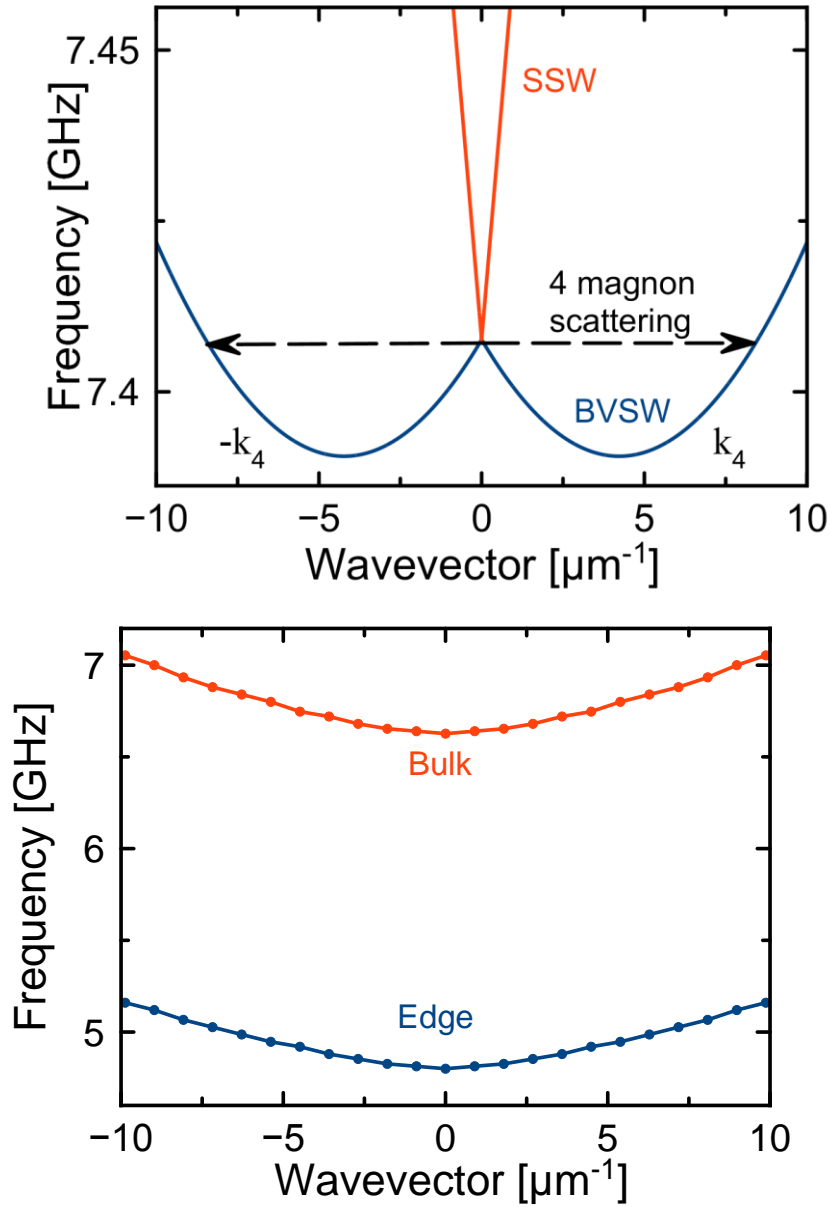 7.45
7.4
Frequency [GHz]
SSW
4 magnon
scattering
BVSW
-k4
k4
−10
−5
0
5
10
Wavevector [µm-1]
7
6
5
Frequency [GHz]
Bulk
Edge
−10
−5
0
5
10
Wavevector [µm-1]